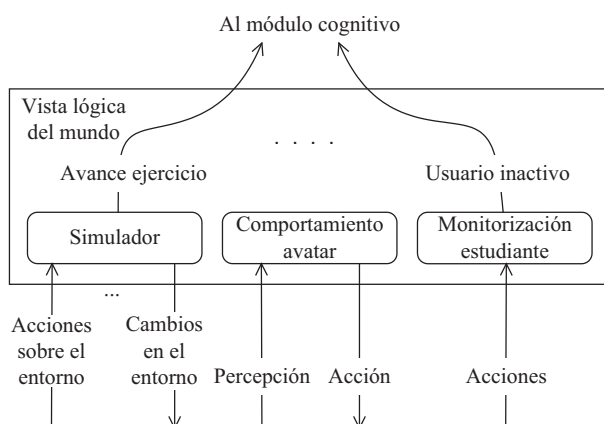 Al módulo cognitivo
Vista lógica
del mundo
. . . .
Avance ejercicio
Usuario inactivo
Simulador
Comportamiento
avatar
Monitorización
estudiante
...
Acciones
sobre el
entorno
Cambios
en el
entorno
Percepción
Acción
Acciones